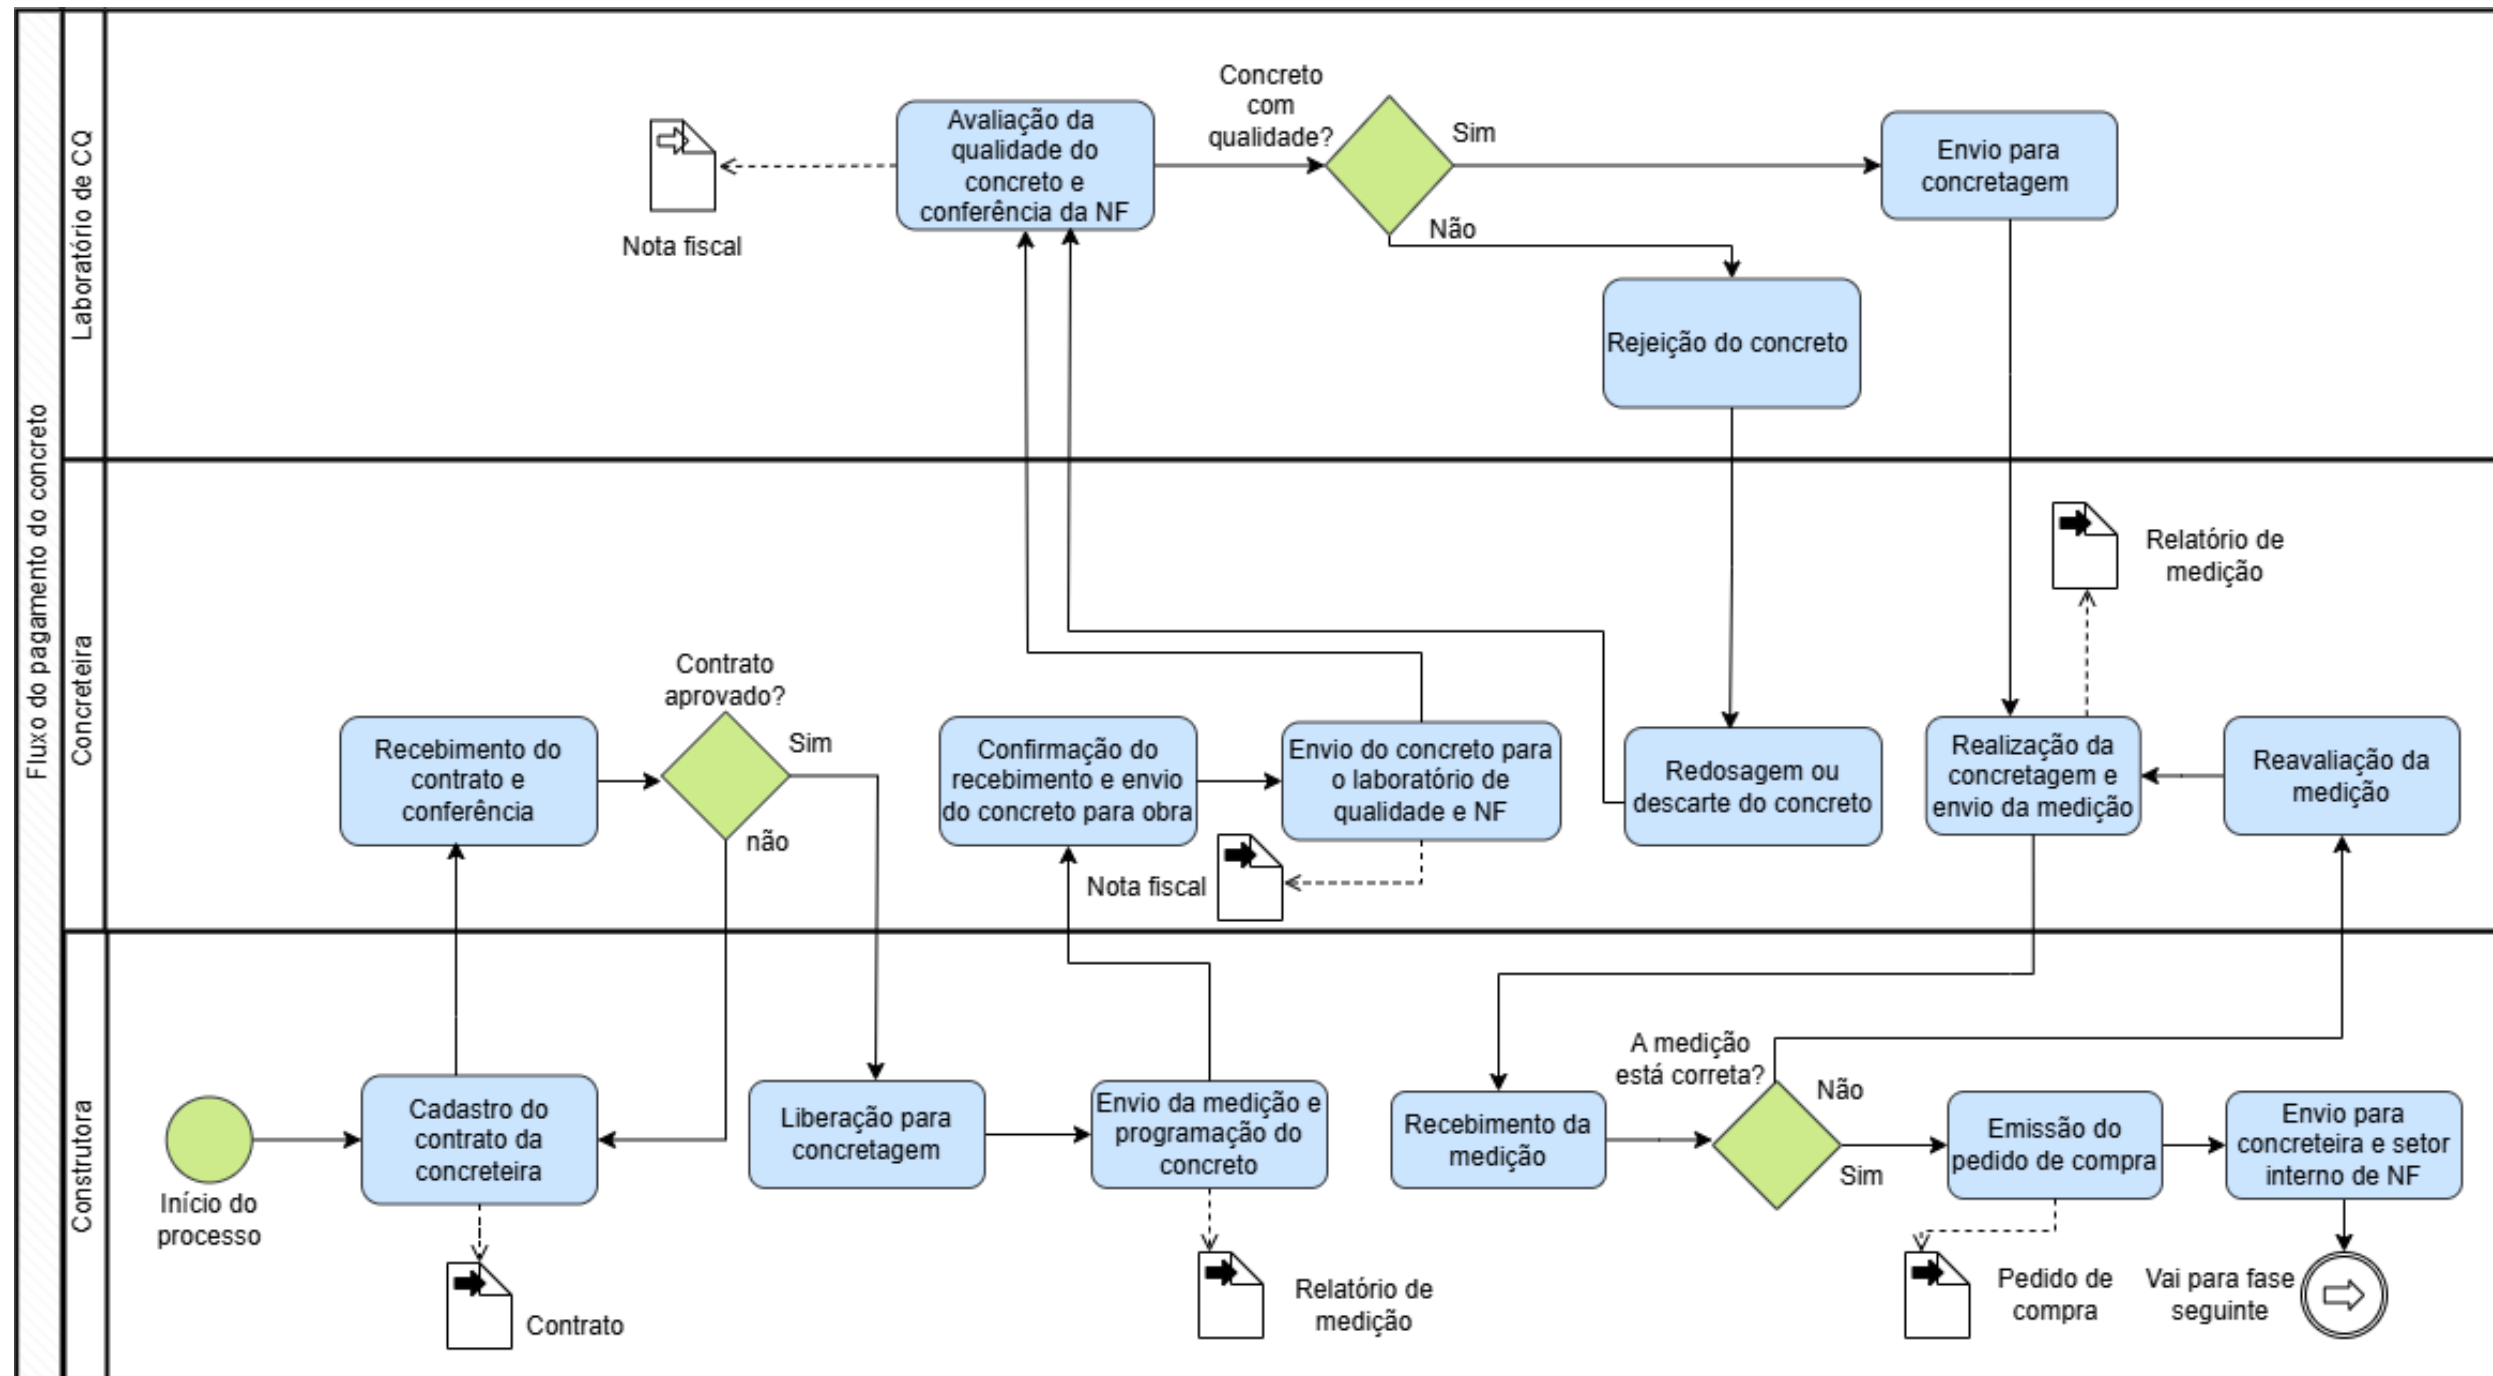 Fluxo do pagamento do concreto
Laboratório de CQ
Nota fiscal
Avaliação da
qualidade do
concreto e
conferência da NF
Concreto
com
qualidade?
Sim
Não
Envio para
concretagem
Rejeição do concreto
Concreteira
Recebimento do
contrato e
conferência
Contrato
aprovado?
Sim
não
Confirmação do
recebimento e envio
do concreto para obra
Envio do concreto para
o laboratório de
qualidade e NF
Nota fiscal
Redosagem ou
descarte do concreto
Relatório de
medição
Realização da
concretagem e
envio da medição
Reavaliação da
medição
Construtora
Início do
processo
Cadastro do
contrato da
concreteira
Contrato
Liberação para
concretagem
Envio da medição e
programação do
concreto
Relatório de
medição
Recebimento da
medição
A medição
está correta?
Não
Sim
Emissão do
pedido de compra
Pedido de
compra
Envio para
concreteira e setor
interno de NF
Vai para fase
seguinte